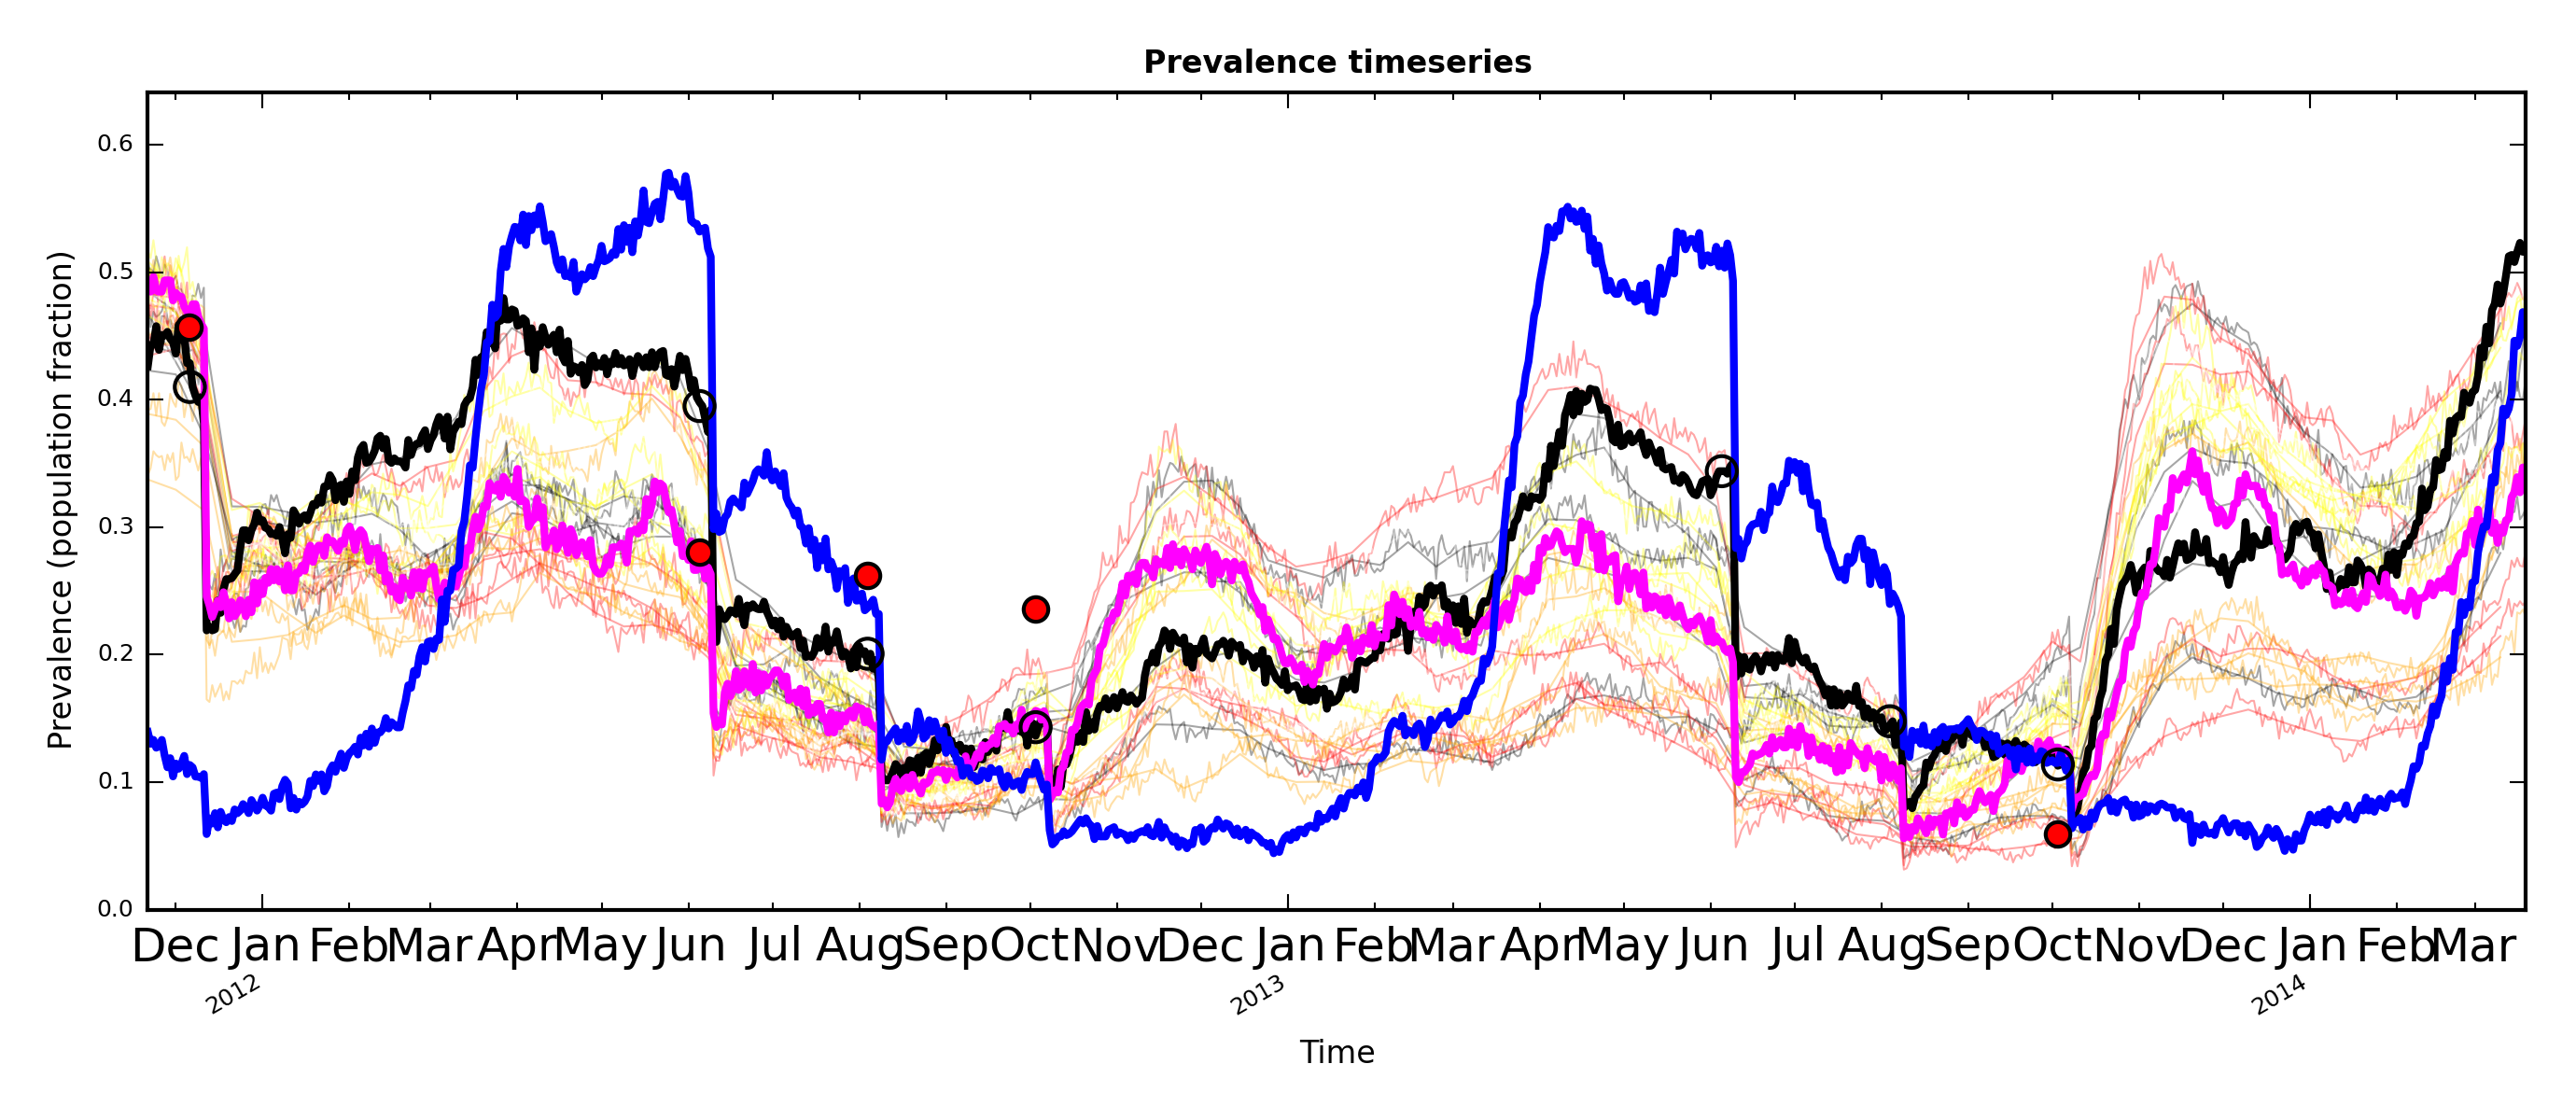 Prevalence timeseries
Prevalence (population fraction)
0.6
0.5
0.4
0.3
0.2
0.1
0.0
Dec Jan Feb Mar Apr May Jun Jul Aug Sep Oct Nov Dec Jan Feb Mar Apr May Jun Jul Aug Sep Oct Nov Dec Jan Feb Mar
2012 2013 2014
Time